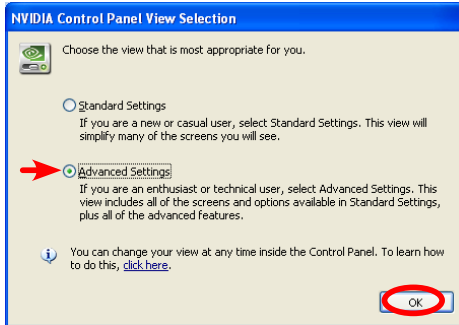 NVIDIA Control Panel View Selection
Choose the view that is most appropriate for you.
Standard Settings
If you are a new or casual user, select Standard Settings. This view will
simplify many of the screens you will see.
Advanced Settings
If you are an enthusiast or technical user, select Advanced Settings. This
view includes all of the screens and options available in Standard Settings,
plus all of the advanced features.
You can change your view at any time inside the Control Panel. To learn how
to do this, click here.
OK